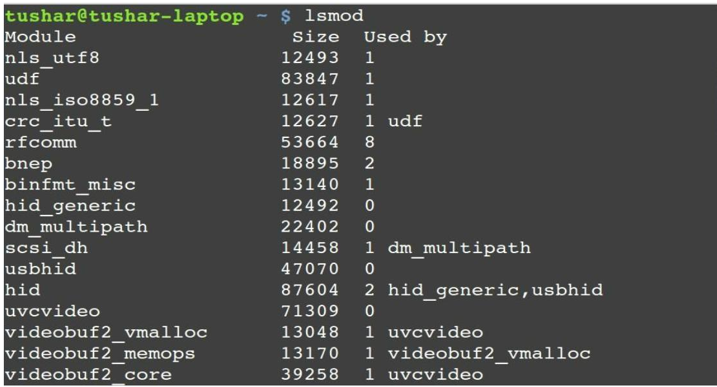 tushar@tushar-laptop ~ $ lsmod
Module Size Used by
nls_utf8 12493 1
udf 83847 1
nls_iso8859_1 12617 1
crc_itu_t 12627 1 udf
rfcomm 53664 8
bnep 18895 2
binfmt_misc 13140 1
hid_generic 12492 0
dm_multipath 22402 0
scsi_dh 14458 1 dm_multipath
usbhid 47070 0
hid 87604 2 hid_generic,usbhid
uvcvideo 71309 0
videobuf2_vmalloc 13048 1 uvcvideo
videobuf2_memops 13170 1 videobuf2_vmalloc
videobuf2_core 39258 1 uvcvideo